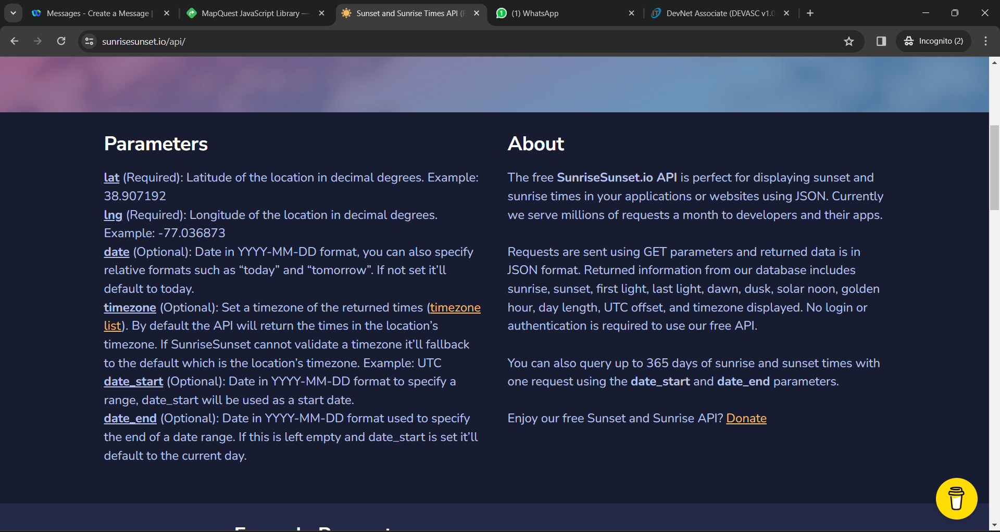 Messages - Create a Message |
MapQuest JavaScript Library —
Sunset and Sunrise Times API (
(1) WhatsApp
DevNet Associate (DEVASC v1.0
sunrisesunset.io/api/
Incognito (2)
Parameters
lat (Required): Latitude of the location in decimal degrees. Example:
38.907192
lng (Required): Longitude of the location in decimal degrees.
Example: -77.036873
date (Optional): Date in YYYY-MM-DD format, you can also specify
relative formats such as “today” and “tomorrow”. If not set it’ll
default to today.
timezone (Optional): Set a timezone of the returned times (timezone
list). By default the API will return the times in the location’s
timezone. If SunriseSunset cannot validate a timezone it’ll fallback
to the default which is the location’s timezone. Example: UTC
date_start (Optional): Date in YYYY-MM-DD format to specify a
range, date_start will be used as a start date.
date_end (Optional): Date in YYYY-MM-DD format used to specify
the end of a date range. If this is left empty and date_start is set it’ll
default to the current day.
About
The free SunriseSunset.io API is perfect for displaying sunset and
sunrise times in your applications or websites using JSON. Currently
we serve millions of requests a month to developers and their apps.
Requests are sent using GET parameters and returned data is in
JSON format. Returned information from our database includes
sunrise, sunset, first light, last light, dawn, dusk, solar noon, golden
hour, day length, UTC offset, and timezone displayed. No login or
authentication is required to use our free API.
You can also query up to 365 days of sunrise and sunset times with
one request using the date_start and date_end parameters.
Enjoy our free Sunset and Sunrise API? Donate